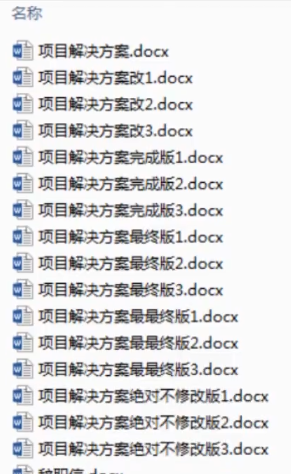 名称
项目解决方案.docx
项目解决方案改1.docx
项目解决方案改2.docx
项目解决方案改3.docx
项目解决方案完成版1.docx
项目解决方案完成版2.docx
项目解决方案完成版3.docx
项目解决方案最终版1.docx
项目解决方案最终版2.docx
项目解决方案最终版3.docx
项目解决方案最最终版1.docx
项目解决方案最最终版2.docx
项目解决方案最最终版3.docx
项目解决方案绝对不修改版1.docx
项目解决方案绝对不修改版2.docx
项目解决方案绝对不修改版3.docx
辞职信.docx